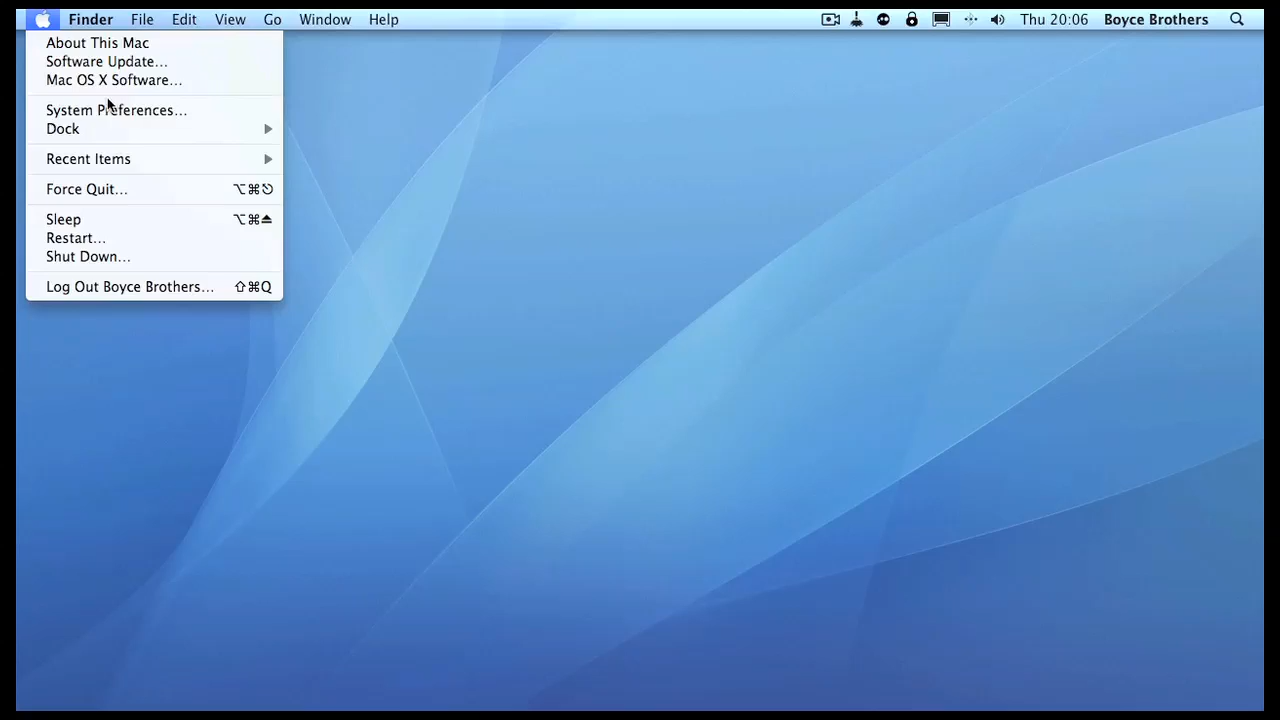 Finder File Edit View Go Window Help Thu 20:06 Boyce Brothers
About This Mac
Software Update...
Mac OS X Software...
System Preferences...
Dock
Recent Items
Force Quit... ⌥⌘⎋
Sleep ⌥⌘⏏
Restart...
Shut Down...
Log Out Boyce Brothers... ⇧⌘Q